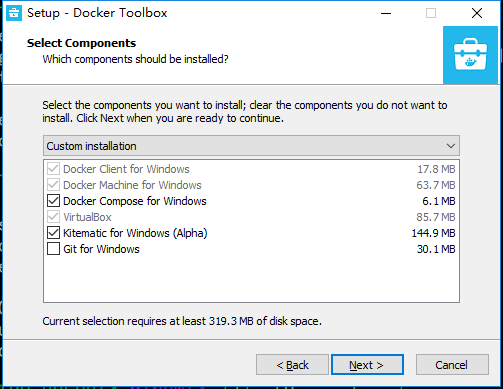 Setup - Docker Toolbox
Select Components
Which components should be installed?
Select the components you want to install; clear the components you do not want to
install. Click Next when you are ready to continue.
Custom installation
Docker Client for Windows 17.8 MB
Docker Machine for Windows 63.7 MB
Docker Compose for Windows 6.1 MB
VirtualBox 85.7 MB
Kitematic for Windows (Alpha) 144.9 MB
Git for Windows 30.1 MB
Current selection requires at least 319.3 MB of disk space.
< Back Next > Cancel